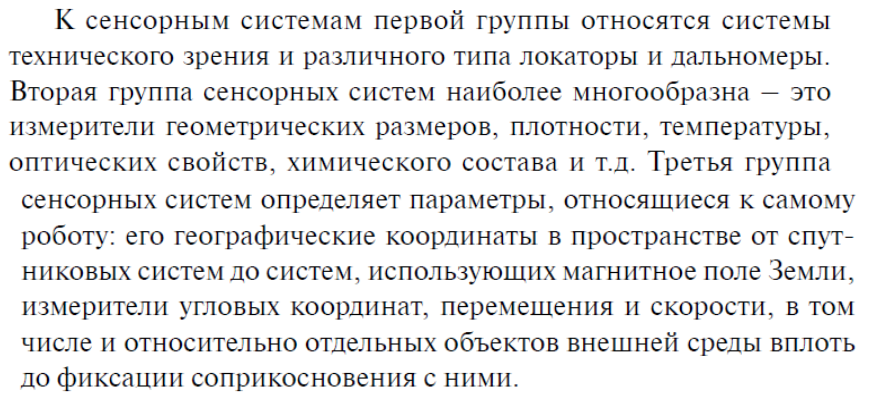 К сенсорным системам первой группы относятся системы
технического зрения и различного типа локаторы и дальномеры.
Вторая группа сенсорных систем наиболее многообразна – это
измерители геометрических размеров, плотности, температуры,
оптических свойств, химического состава и т.д. Третья группа
сенсорных систем определяет параметры, относящиеся к самому
роботу: его географические координаты в пространстве от спут-
никовых систем до систем, использующих магнитное поле Земли,
измерители угловых координат, перемещения и скорости, в том
числе и относительно отдельных объектов внешней среды вплоть
до фиксации соприкосновения с ними.